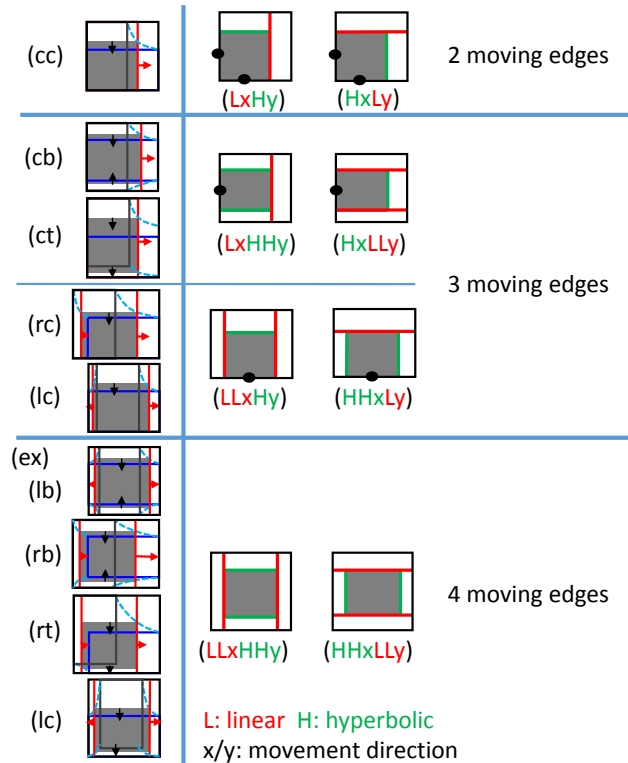 (cc)
(LxHy) (HxLy)
2 moving edges
(cb)
(ct)
(LxHHy) (HxLLy)
3 moving edges
(rc)
(lc)
(LLxHy) (HHxLy)
(ex)
(lb)
(rb)
(rt)
(lc)
(LLxHHy) (HHxLLy)
4 moving edges
L: linear H: hyperbolic
x/y: movement direction